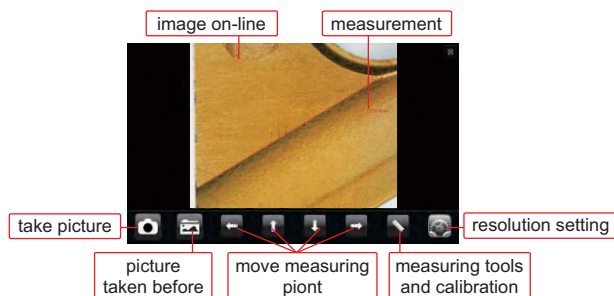 image on-line
measurement
take picture
resolution setting
picture
taken before
move measuring
piont
measuring tools
and calibration